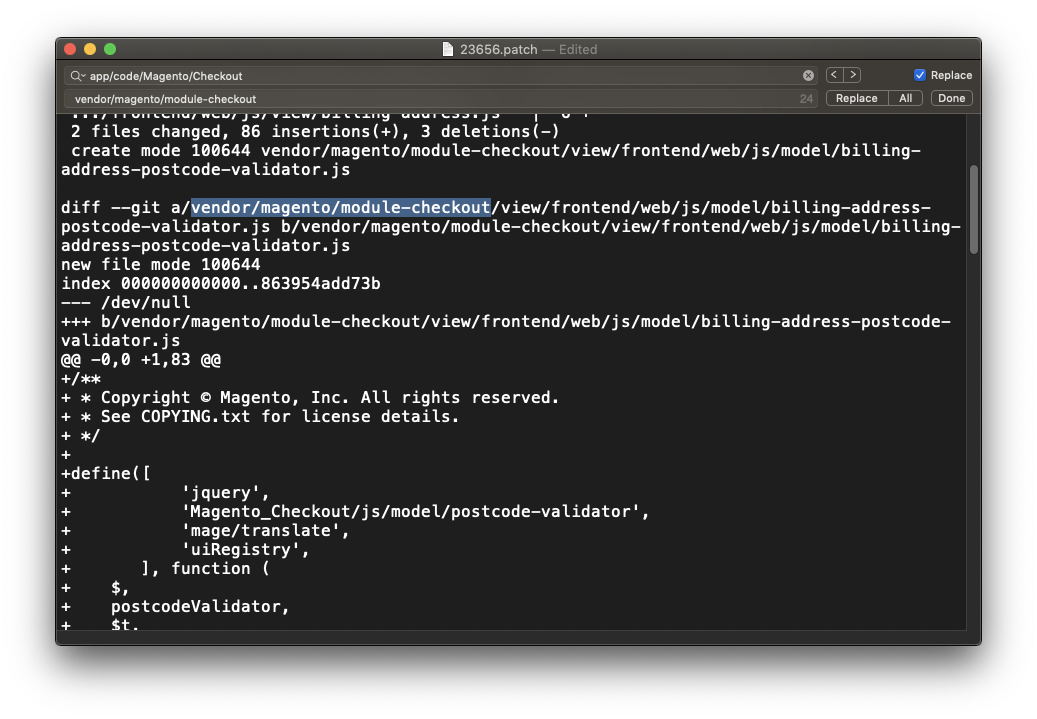 23656.patch — Edited
app/code/Magento/Checkout
Replace
vendor/magento/module-checkout 24
Replace All Done
.../frontend/web/js/view/billing-address.js | 6 +
2 files changed, 86 insertions(+), 3 deletions(-)
create mode 100644 vendor/magento/module-checkout/view/frontend/web/js/model/billing-
address-postcode-validator.js
diff --git a/vendor/magento/module-checkout/view/frontend/web/js/model/billing-address-
postcode-validator.js b/vendor/magento/module-checkout/view/frontend/web/js/model/billing-
address-postcode-validator.js
new file mode 100644
index 000000000000..863954add73b
--- /dev/null
+++ b/vendor/magento/module-checkout/view/frontend/web/js/model/billing-address-postcode-
validator.js
@@ -0,0 +1,83 @@
+/**
+ * Copyright © Magento, Inc. All rights reserved.
+ * See COPYING.txt for license details.
+ */
+
+define([
+ 'jquery',
+ 'Magento_Checkout/js/model/postcode-validator',
+ 'mage/translate',
+ 'uiRegistry',
+ ], function (
+ $,
+ postcodeValidator,
+ $t,